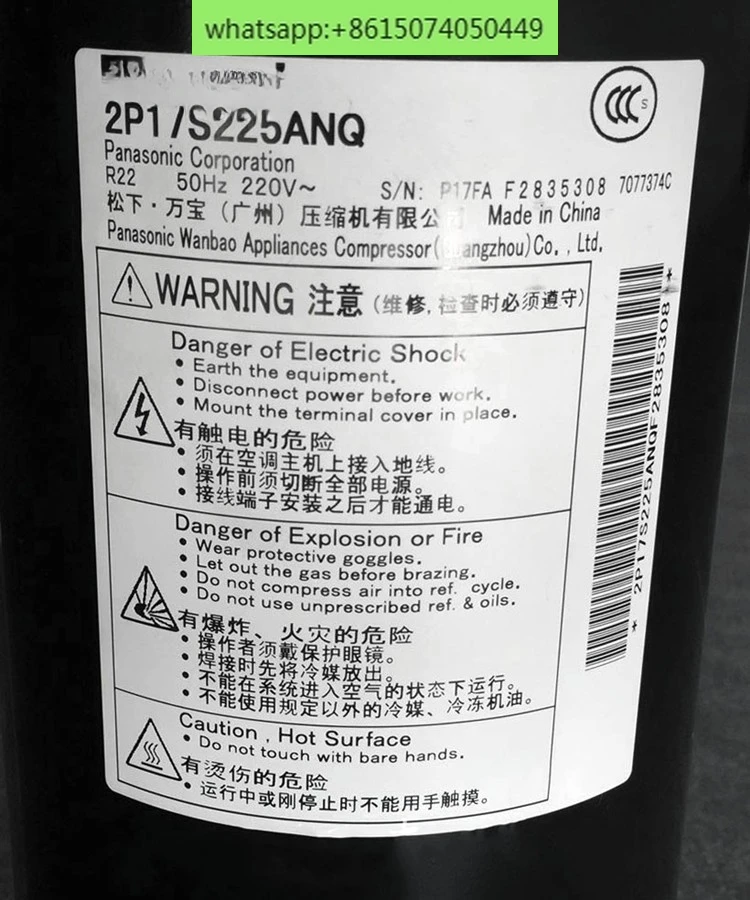 whatsapp:+8615074050449
2P17S225ANQ
Panasonic Corporation
R22 50Hz 220V～ S/N: P17FA F2835308 7077374C
松下·万宝（广州）压缩机有限公 Made in China
Panasonic Wanbao Appliances Compressor( angzhou)Co., Ltd.
CCC S
WARNING 注意 (维修,检查时必须遵守)
Danger of Electric Shock
• Earth the equipment.
• Disconnect power before work.
• Mount the terminal cover in place.
有触电的危险
• 须在空调主机上接入地线。
• 操作前须切断全部电源。
• 接线端子安装之后才能通电。
Danger of Explosion or Fire
• Wear protective goggles.
• Let out the gas before brazing.
• Do not compress air into ref. cycle.
• Do not use unprescribed ref. & oils.
有爆炸、火灾的危险
• 操作者须戴保护眼镜。
• 焊接时先将冷媒放出。
• 不能在系统进入空气的状态下运行。
• 不能使用规定以外的冷媒、冷冻机油。
Caution , Hot Surface
• Do not touch with bare hands.
有烫伤的危险
• 运行中或刚停止时不能用手触摸。
* 2P17S225ANQF2835308 *